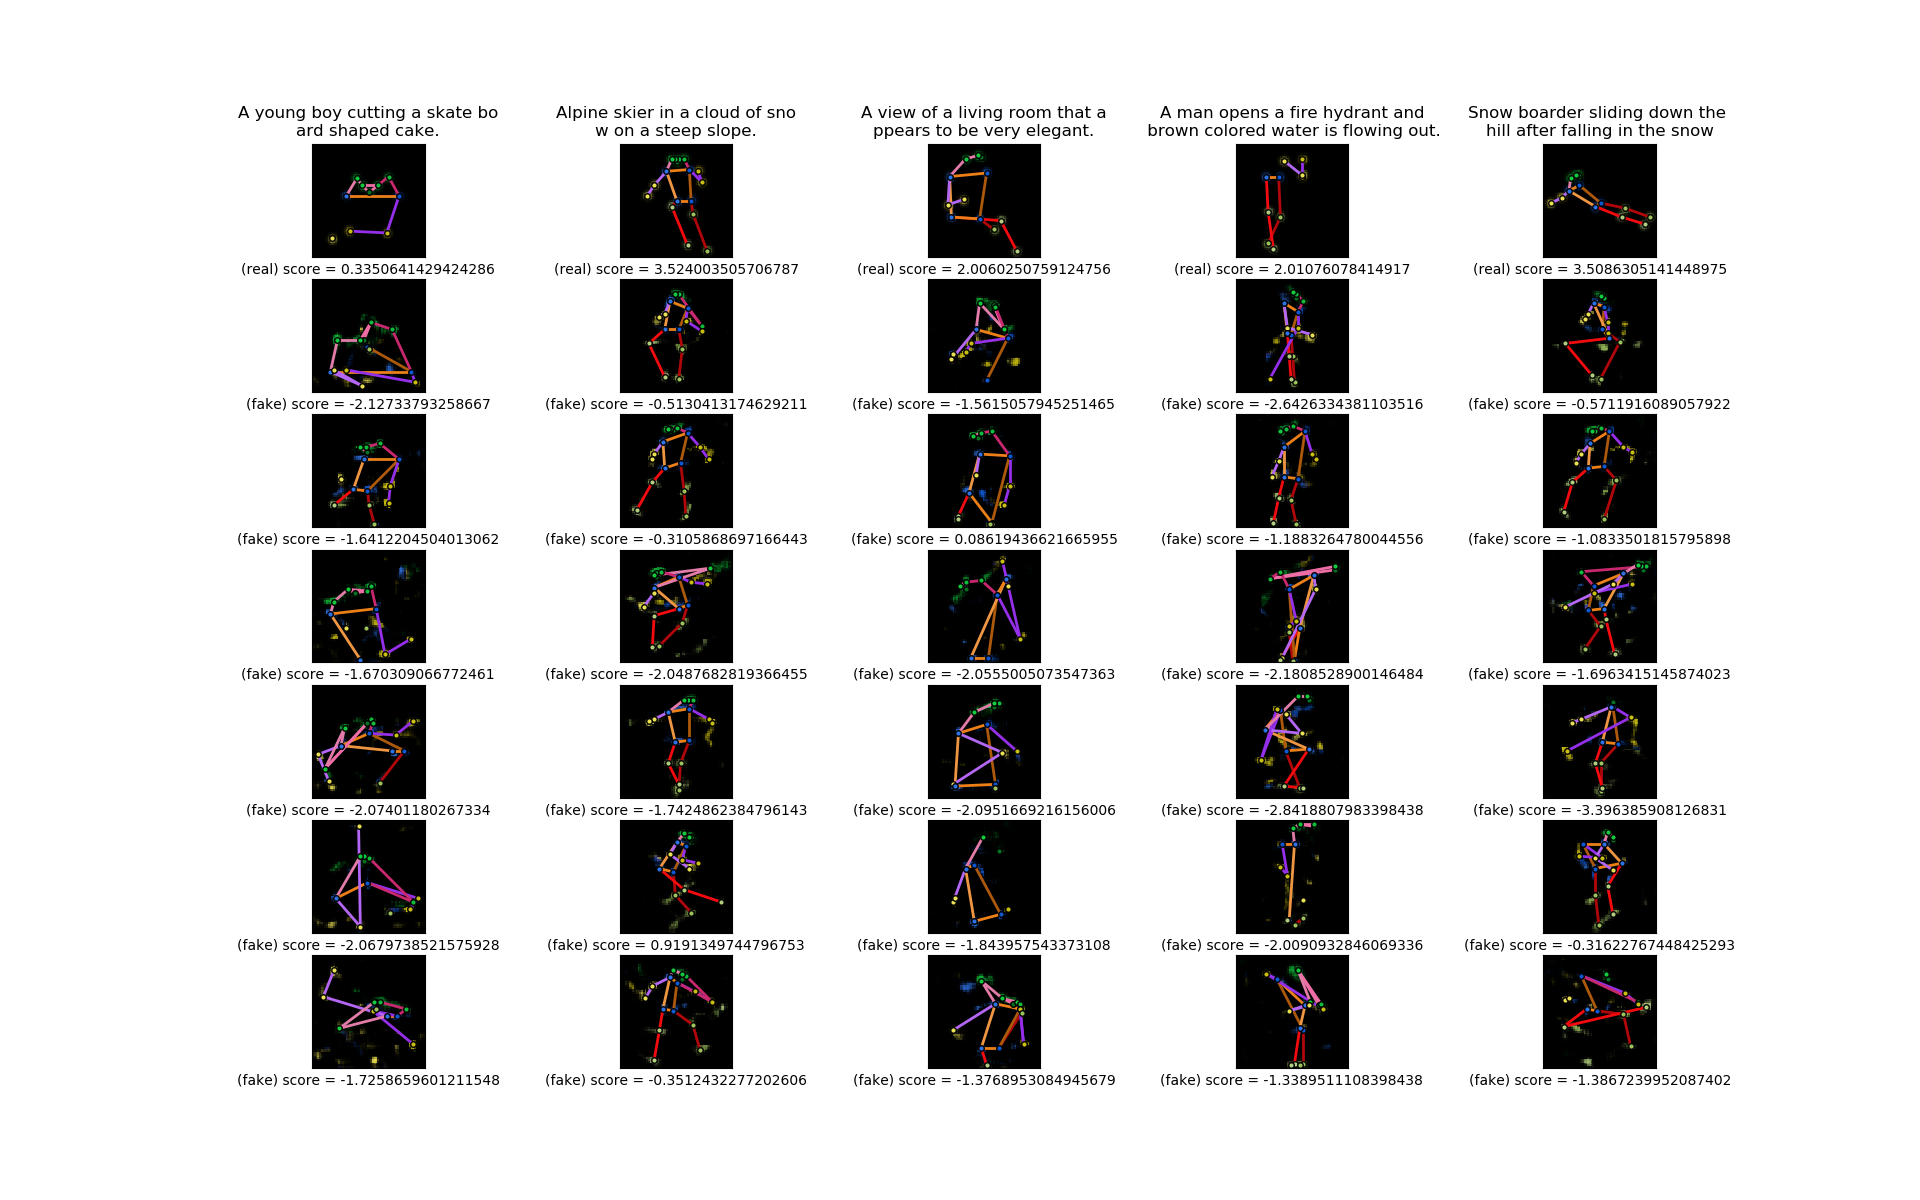 A young boy cutting a skate bo
ard shaped cake.
Alpine skier in a cloud of sno
w on a steep slope.
A view of a living room that a
ppears to be very elegant.
A man opens a fire hydrant and
brown colored water is flowing out.
Snow boarder sliding down the
hill after falling in the snow
(real) score = 0.3350641429424286
(real) score = 3.524003505706787
(real) score = 2.0060250759124756
(real) score = 2.01076078414917
(real) score = 3.5086305141448975
(fake) score = -2.12733793258667
(fake) score = -0.5130413174629211
(fake) score = -1.5615057945251465
(fake) score = -2.6426334381103516
(fake) score = -0.5711916089057922
(fake) score = -1.6412204504013062
(fake) score = -0.3105868697166443
(fake) score = 0.08619436621665955
(fake) score = -1.1883264780044556
(fake) score = -1.0833501815795898
(fake) score = -1.670309066772461
(fake) score = -2.0487682819366455
(fake) score = -2.0555005073547363
(fake) score = -2.1808528900146484
(fake) score = -1.6963415145874023
(fake) score = -2.07401180267334
(fake) score = -1.7424862384796143
(fake) score = -2.0951669216156006
(fake) score = -2.8418807983398438
(fake) score = -3.396385908126831
(fake) score = -2.0679738521575928
(fake) score = 0.9191349744796753
(fake) score = -1.843957543373108
(fake) score = -2.0090932846069336
(fake) score = -0.31622767448425293
(fake) score = -1.7258659601211548
(fake) score = -0.3512432277202606
(fake) score = -1.3768953084945679
(fake) score = -1.3389511108398438
(fake) score = -1.3867239952087402